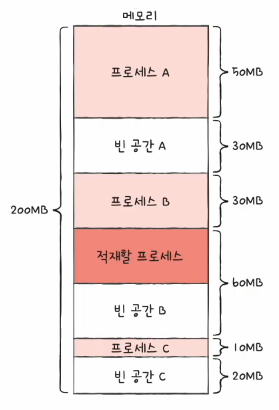 메모리
프로세스 A
50MB
빈 공간 A
30MB
200MB
프로세스 B
30MB
적재할 프로세스
60MB
빈 공간 B
프로세스 C
10MB
빈 공간 C
20MB